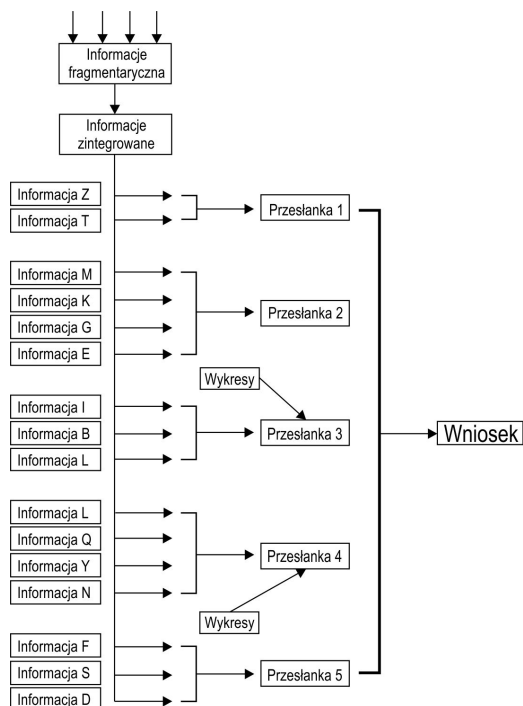 Informacje
fragmentaryczna
Informacje
zintegrowane
Informacja Z
Informacja T
Przesłanka 1
Informacja M
Informacja K
Informacja G
Informacja E
Przesłanka 2
Wykresy
Informacja I
Informacja B
Informacja L
Przesłanka 3
Wniosek
Informacja L
Informacja Q
Informacja Y
Informacja N
Przesłanka 4
Wykresy
Informacja F
Informacja S
Informacja D
Przesłanka 5